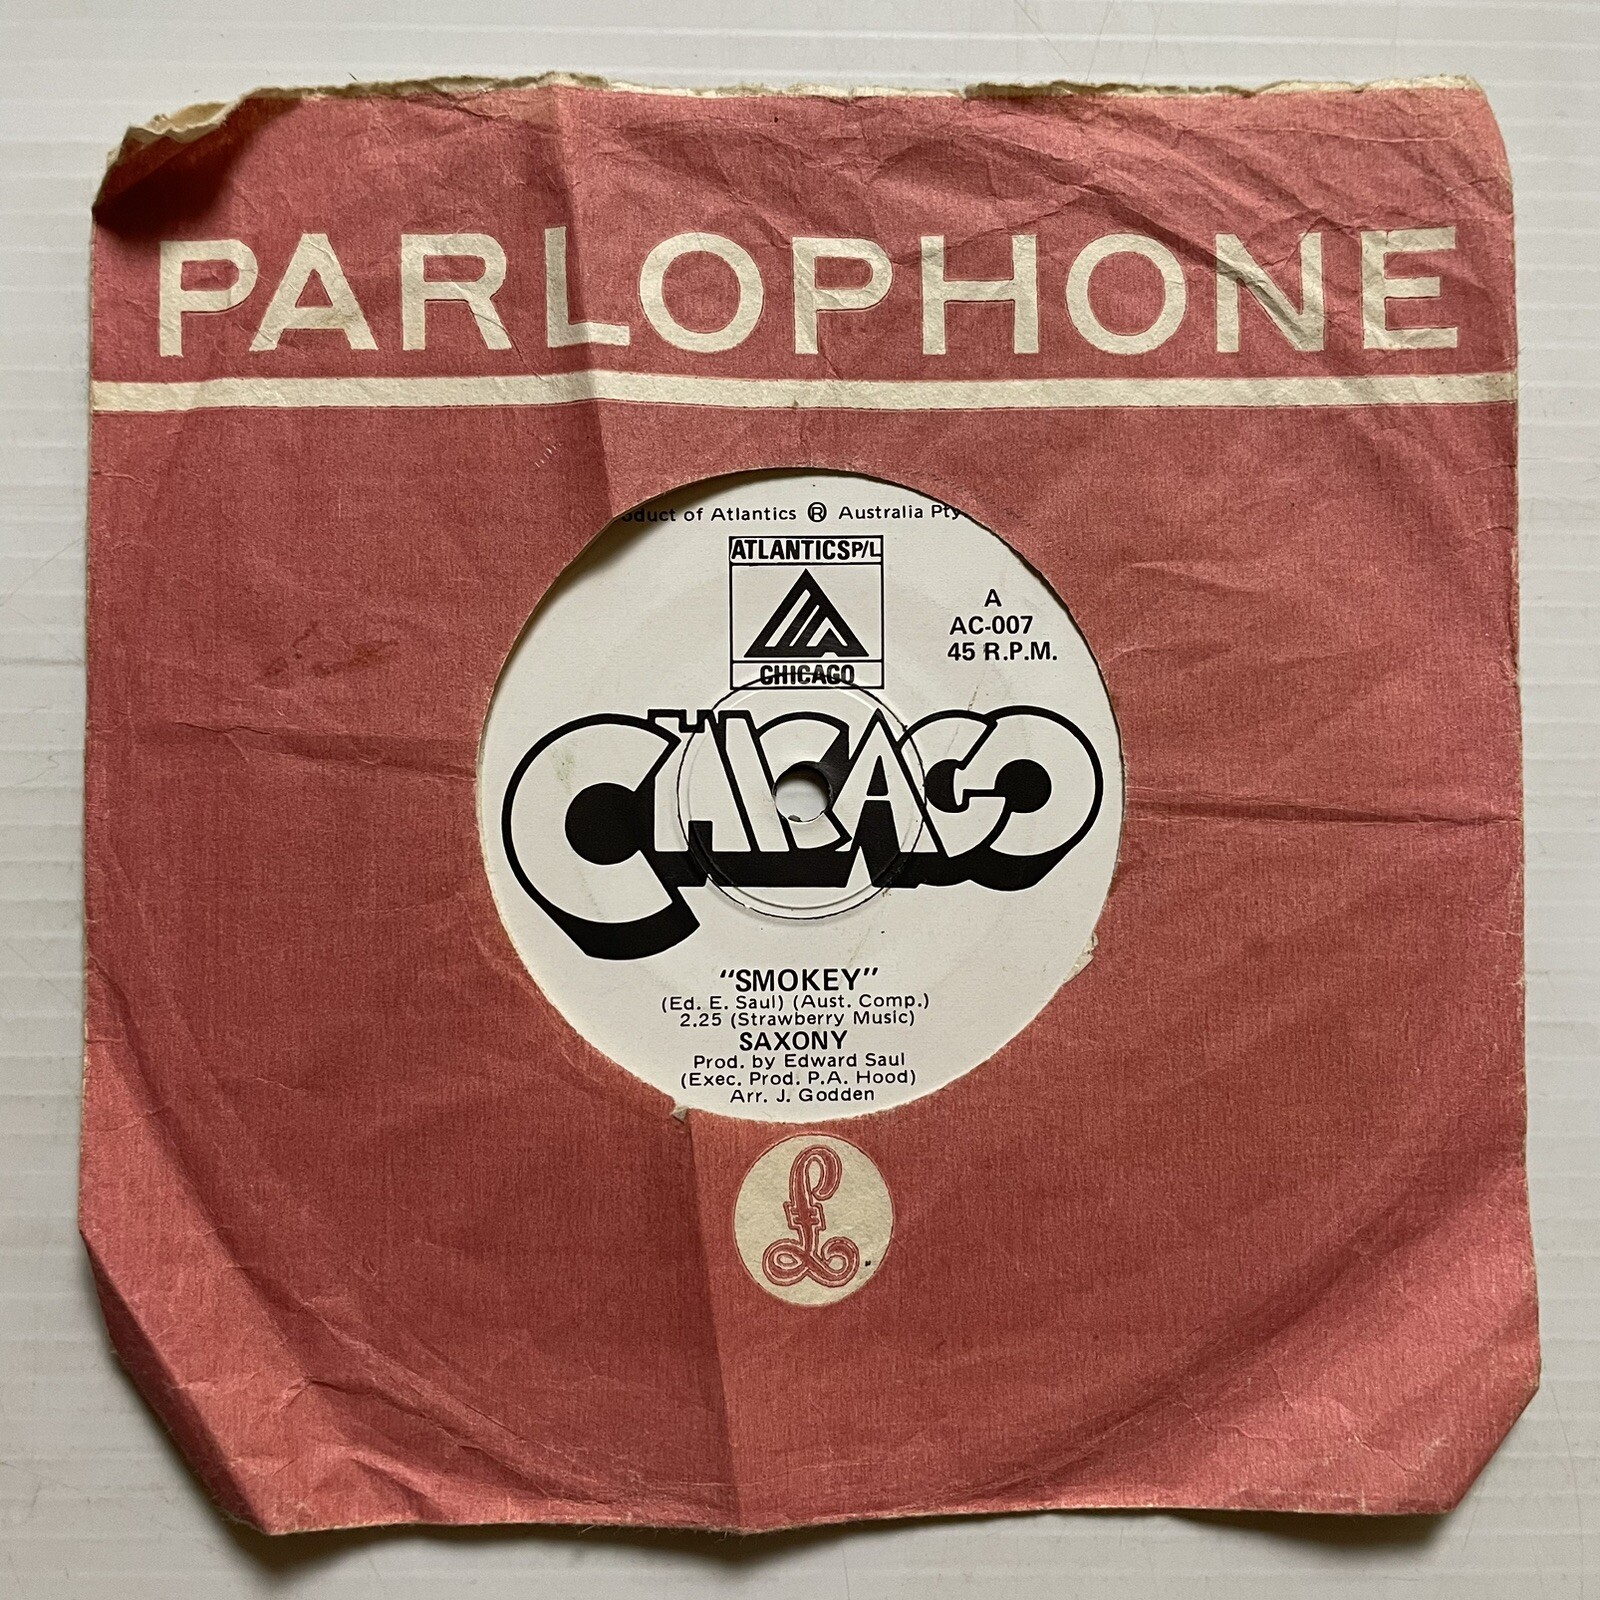 PARLOPHONE
of Atlantics ® Australia
ATLANTICS P/L
CHICAGO
A
AC-007
45 R.P.M.
CHICAGO
"SMOKEY"
(Ed. E. Saul) (Aust. Comp.)
2.25 (Strawberry Music)
SAXONY
Prod. by Edward Saul
(Exec. Prod. P.A. Hood)
Arr. J. Godden
£